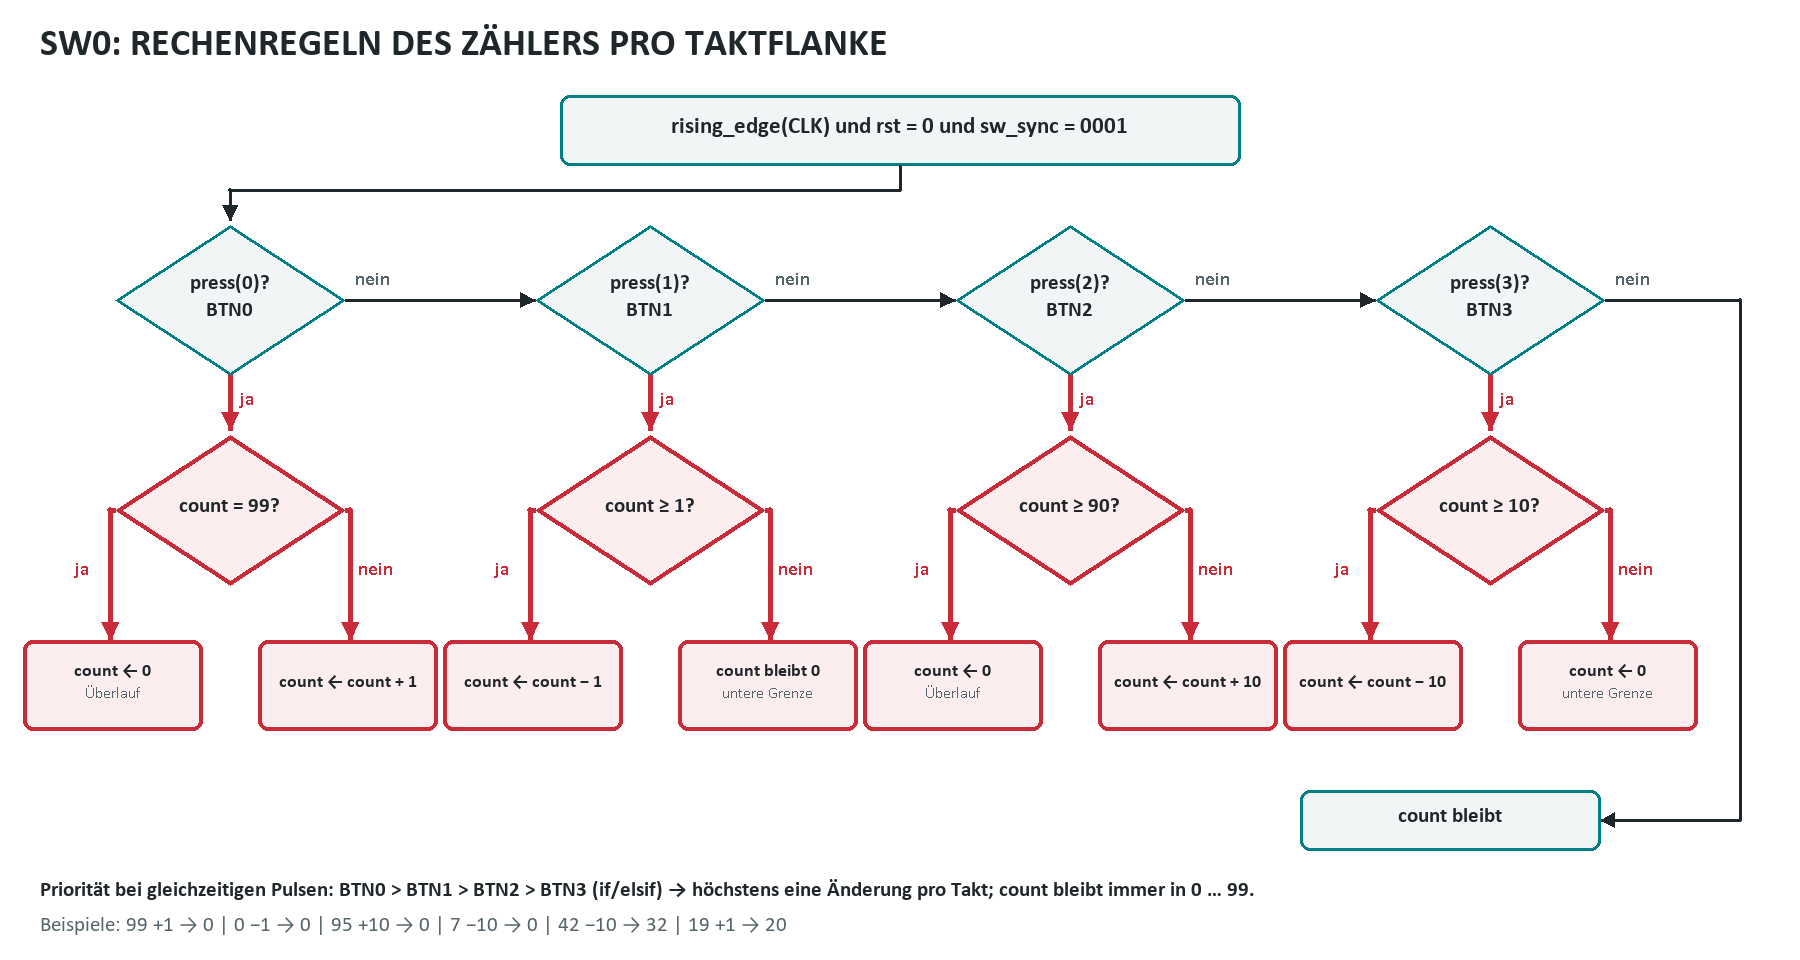 SW0: RECHENREGELN DES ZÄHLERS PRO TAKTFLANKE
rising_edge(CLK) und rst = 0 und sw_sync = 0001
press(0)?
BTN0
nein
press(1)?
BTN1
nein
press(2)?
BTN2
nein
press(3)?
BTN3
nein
ja
ja
ja
ja
count = 99?
count ≥ 1?
count ≥ 90?
count ≥ 10?
ja
nein
ja
nein
ja
nein
ja
nein
count ← 0
Überlauf
count ← count + 1
count ← count − 1
count bleibt 0
untere Grenze
count ← 0
Überlauf
count ← count + 10
count ← count − 10
count ← 0
untere Grenze
count bleibt
Priorität bei gleichzeitigen Pulsen: BTN0 > BTN1 > BTN2 > BTN3 (if/elsif) → höchstens eine Änderung pro Takt; count bleibt immer in 0 … 99.
Beispiele: 99 +1 → 0 | 0 −1 → 0 | 95 +10 → 0 | 7 −10 → 0 | 42 −10 → 32 | 19 +1 → 20